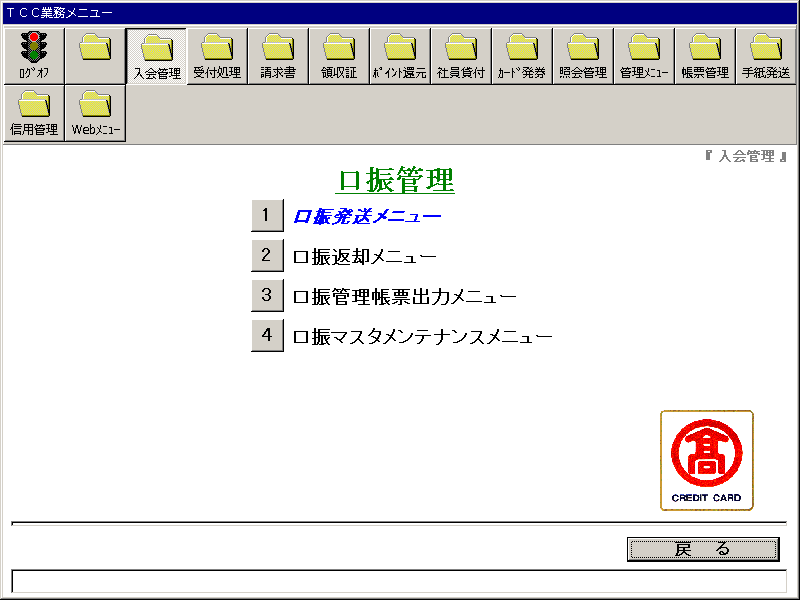 ＴＣＣ業務メニュー
ﾛｸﾞｵﾌ
入会管理
受付処理
請求書
領収証
ﾎﾟｲﾝﾄ還元
社員貸付
ｶｰﾄﾞ発券
照会管理
管理ﾒﾆｭｰ
帳票管理
手紙発送
信用管理
Webﾒﾆｭｰ
『 入会管理 』
口振管理
1 口振発送メニュー
2 口振返却メニュー
3 口振管理帳票出力メニュー
4 口振マスタメンテナンスメニュー
髙
CREDIT CARD
戻　る